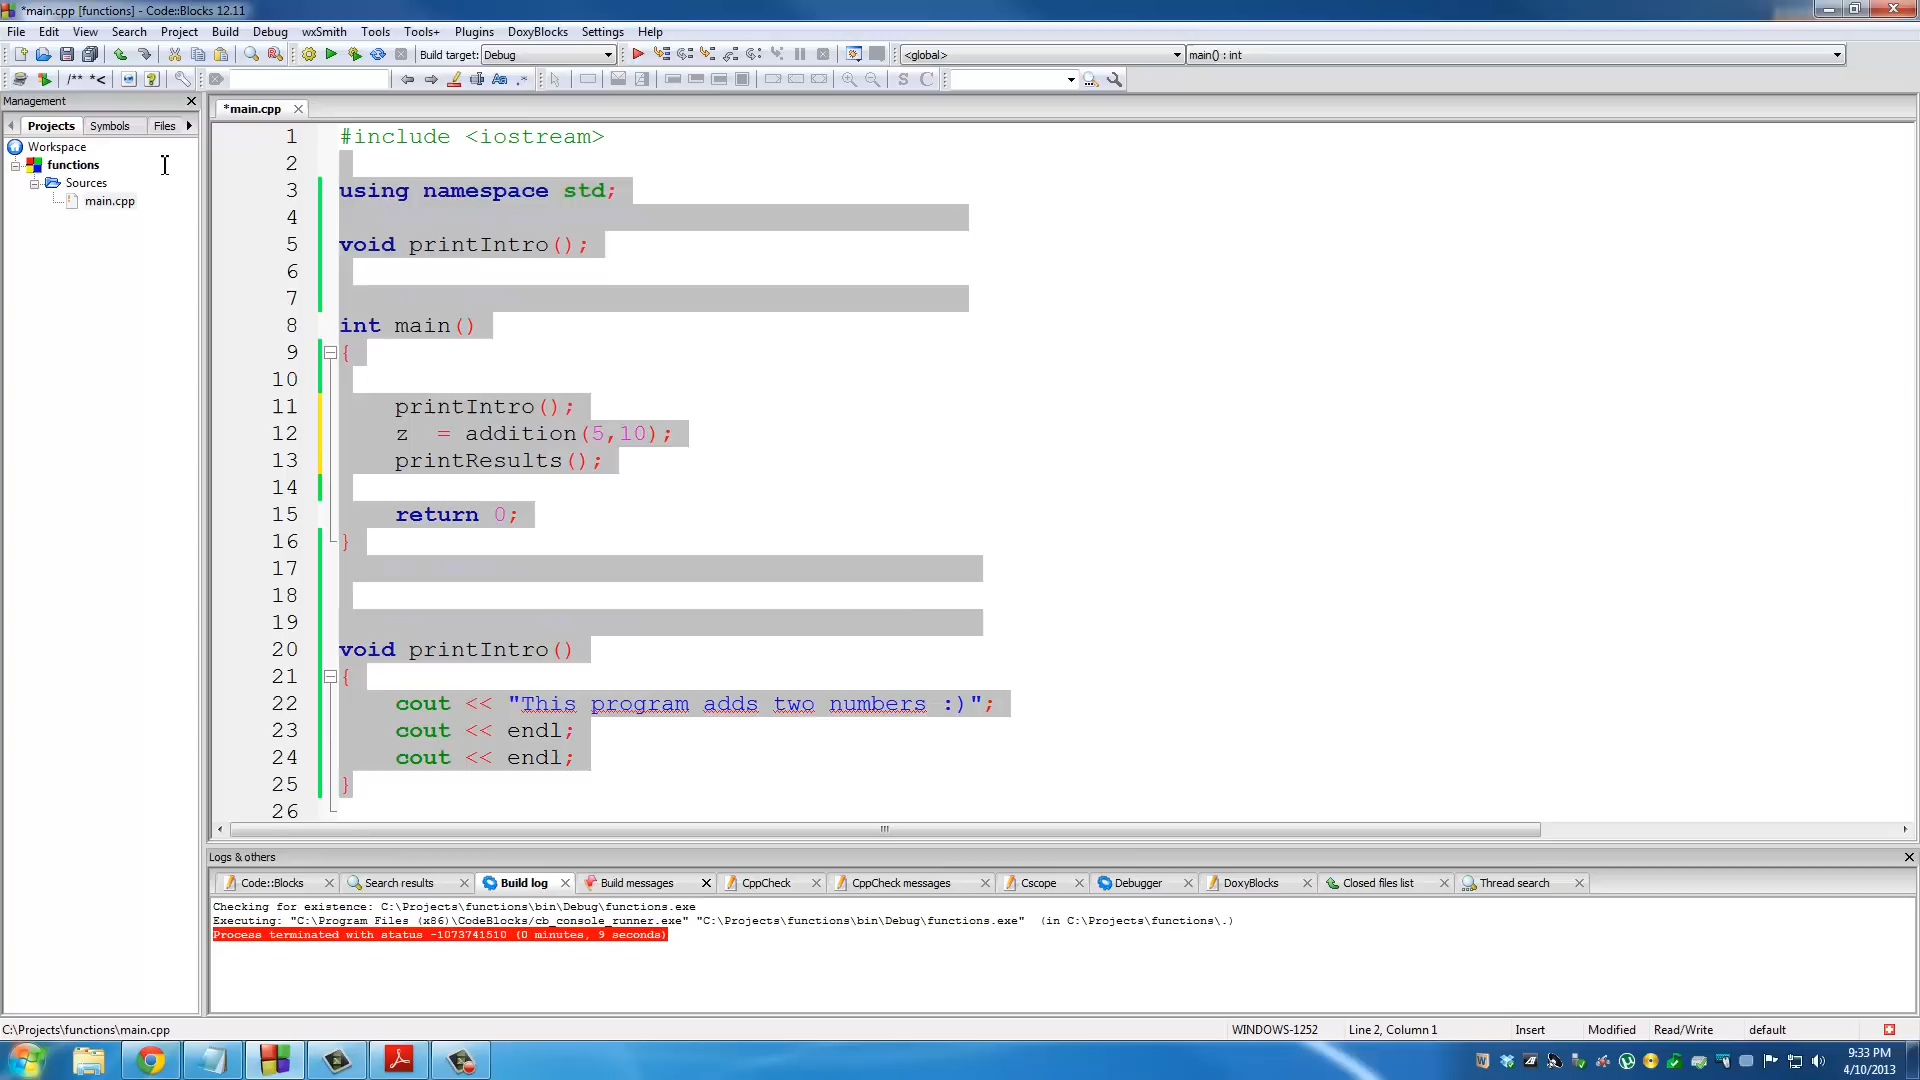 *main.cpp [functions] - Code::Blocks 12.11
File Edit View Search Project Build Debug wxSmith Tools Tools+ Plugins DoxyBlocks Settings Help
Build target: Debug <global> main() : int
/** *< Aa .* S C
Management
Projects Symbols Files
*main.cpp
Workspace
functions
Sources
main.cpp
1 #include <iostream>
2
3 using namespace std;
4
5 void printIntro();
6
7
8 int main()
9 {
10
11 printIntro();
12 z = addition(5,10);
13 printResults();
14
15 return 0;
16 }
17
18
19
20 void printIntro()
21 {
22 cout << "This program adds two numbers :)";
23 cout << endl;
24 cout << endl;
25 }
26
Logs & others
Code::Blocks Search results Build log Build messages CppCheck CppCheck messages Cscope Debugger DoxyBlocks Closed files list Thread search
Checking for existence: C:\Projects\functions\bin\Debug\functions.exe
Executing: "C:\Program Files (x86)\CodeBlocks/cb_console_runner.exe" "C:\Projects\functions\bin\Debug\functions.exe" (in C:\Projects\functions\.)
Process terminated with status -1073741510 (0 minutes, 9 seconds)
C:\Projects\functions\main.cpp WINDOWS-1252 Line 2, Column 1 Insert Modified Read/Write default
9:33 PM
4/10/2013